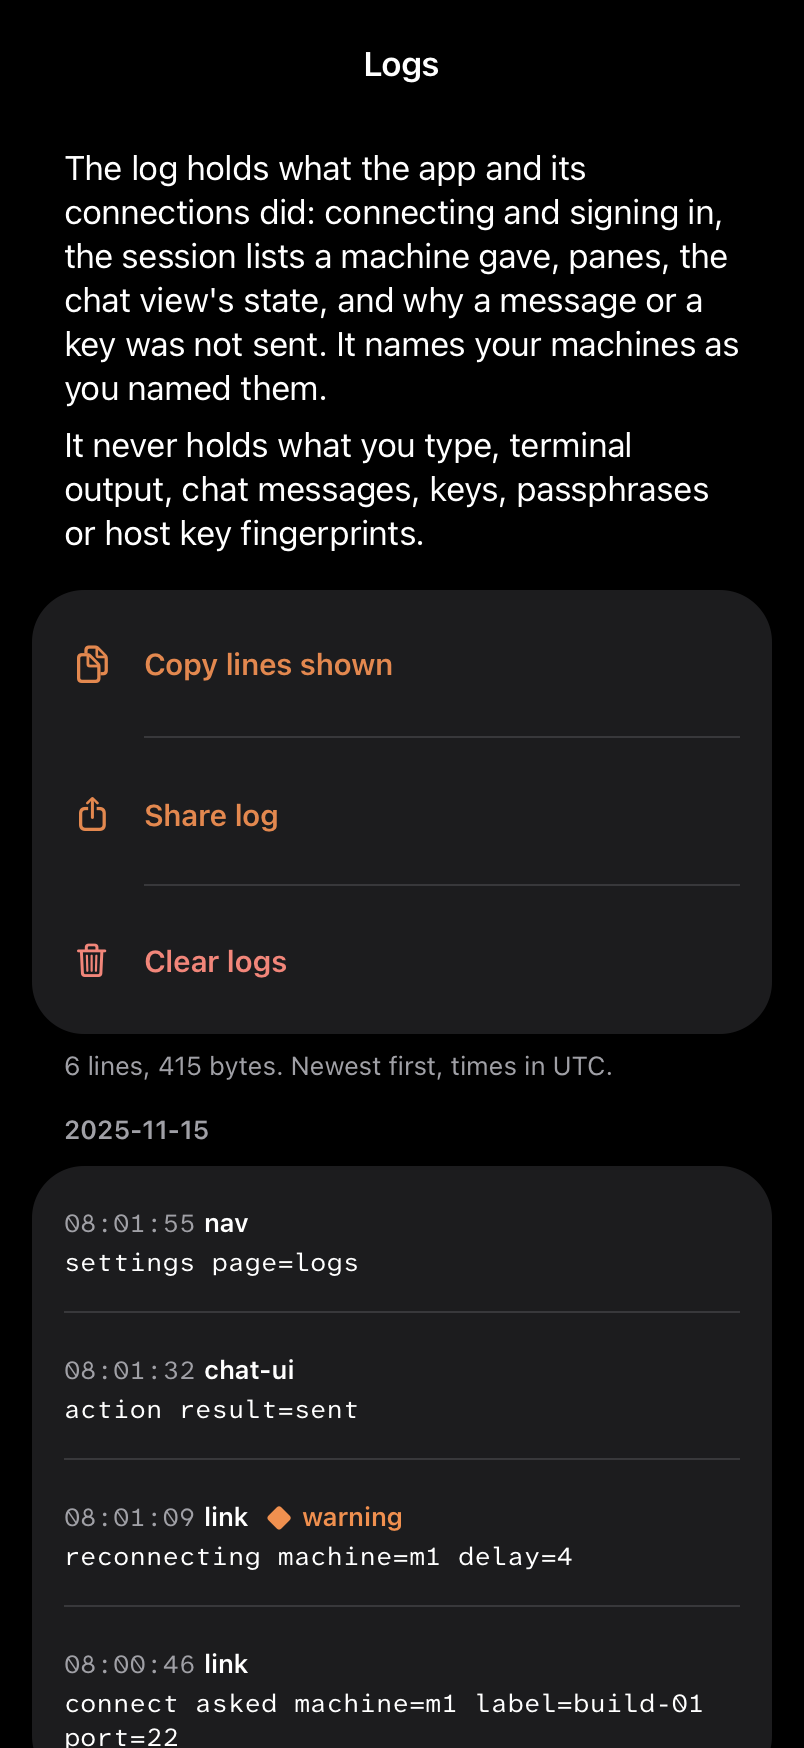 Logs
The log holds what the app and its
connections did: connecting and signing in,
the session lists a machine gave, panes, the
chat view's state, and why a message or a
key was not sent. It names your machines as
you named them.
It never holds what you type, terminal
output, chat messages, keys, passphrases
or host key fingerprints.
Copy lines shown
Share log
Clear logs
6 lines, 415 bytes. Newest first, times in UTC.
2025-11-15
08:01:55 nav
settings page=logs
08:01:32 chat-ui
action result=sent
08:01:09 link warning
reconnecting machine=m1 delay=4
08:00:46 link
connect asked machine=m1 label=build-01
port=22